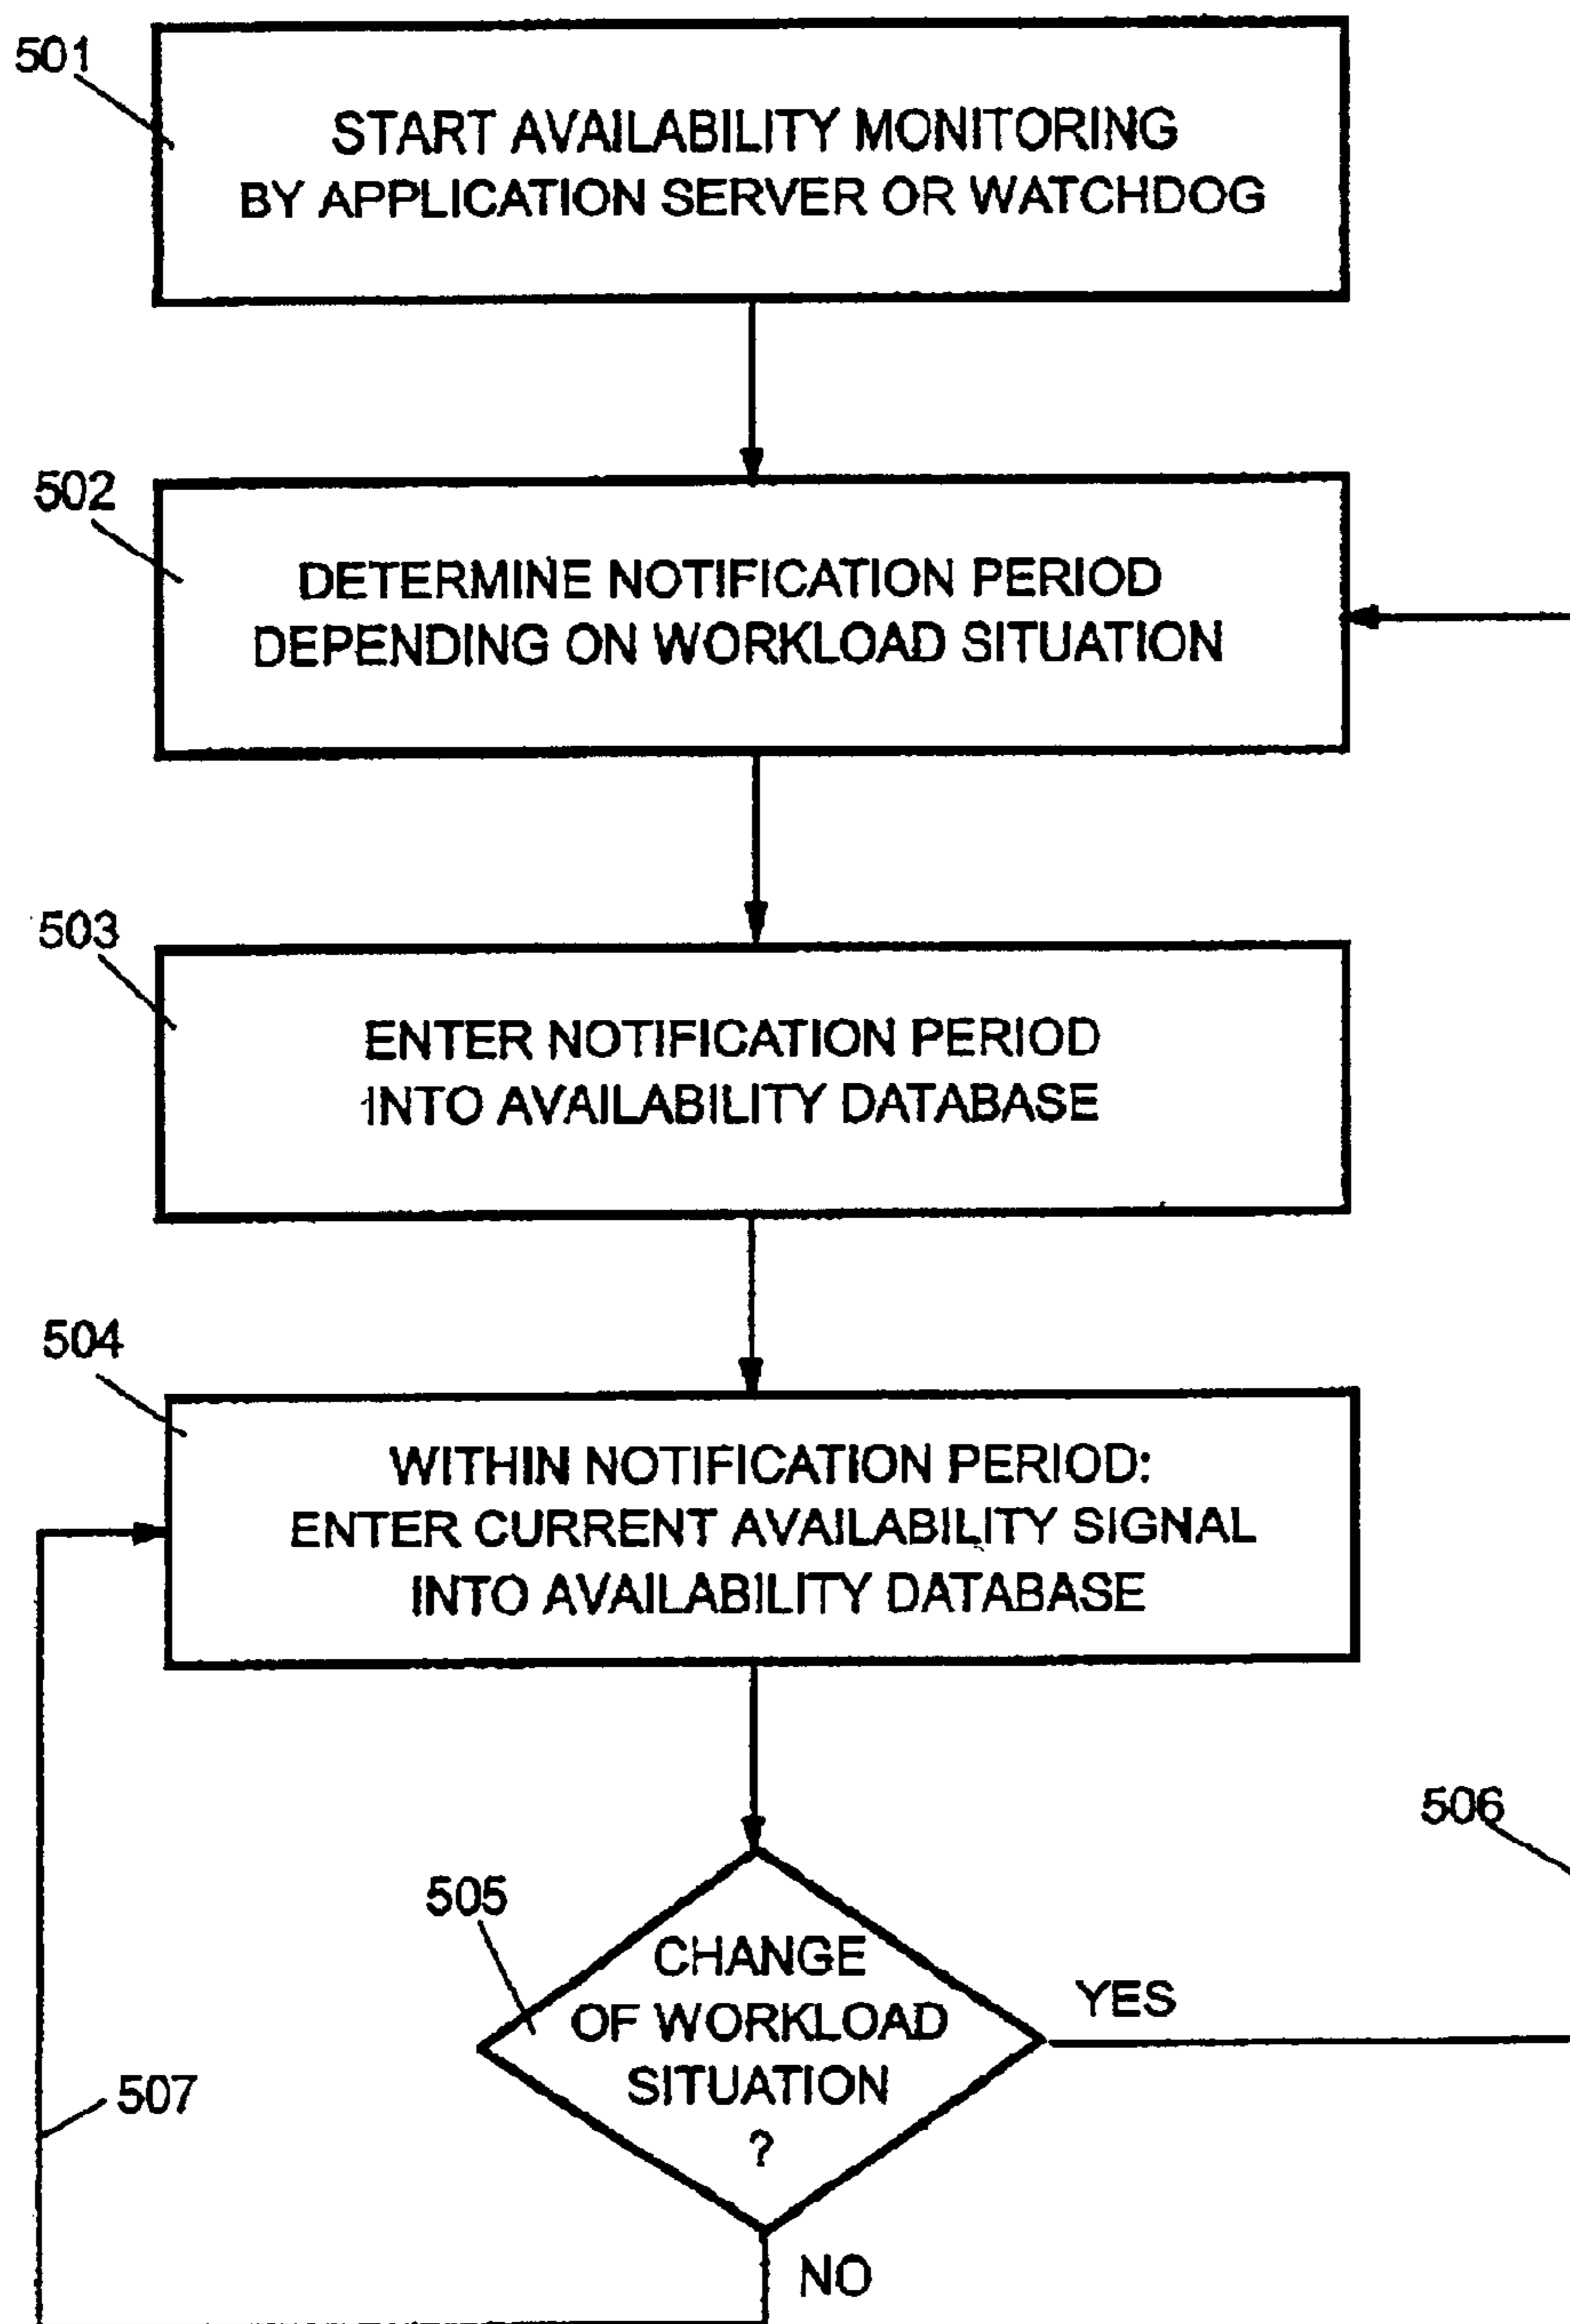 501
START AVAILABILITY MONITORING
BY APPLICATION SERVER OR WATCHDOG
502
DETERMINE NOTIFICATION PERIOD
DEPENDING ON WORKLOAD SITUATION
503
ENTER NOTIFICATION PERIOD
INTO AVAILABILITY DATABASE
504
WITHIN NOTIFICATION PERIOD:
ENTER CURRENT AVAILABILITY SIGNAL
INTO AVAILABILITY DATABASE
506
505
CHANGE
OF WORKLOAD
SITUATION
?
YES
507
NO